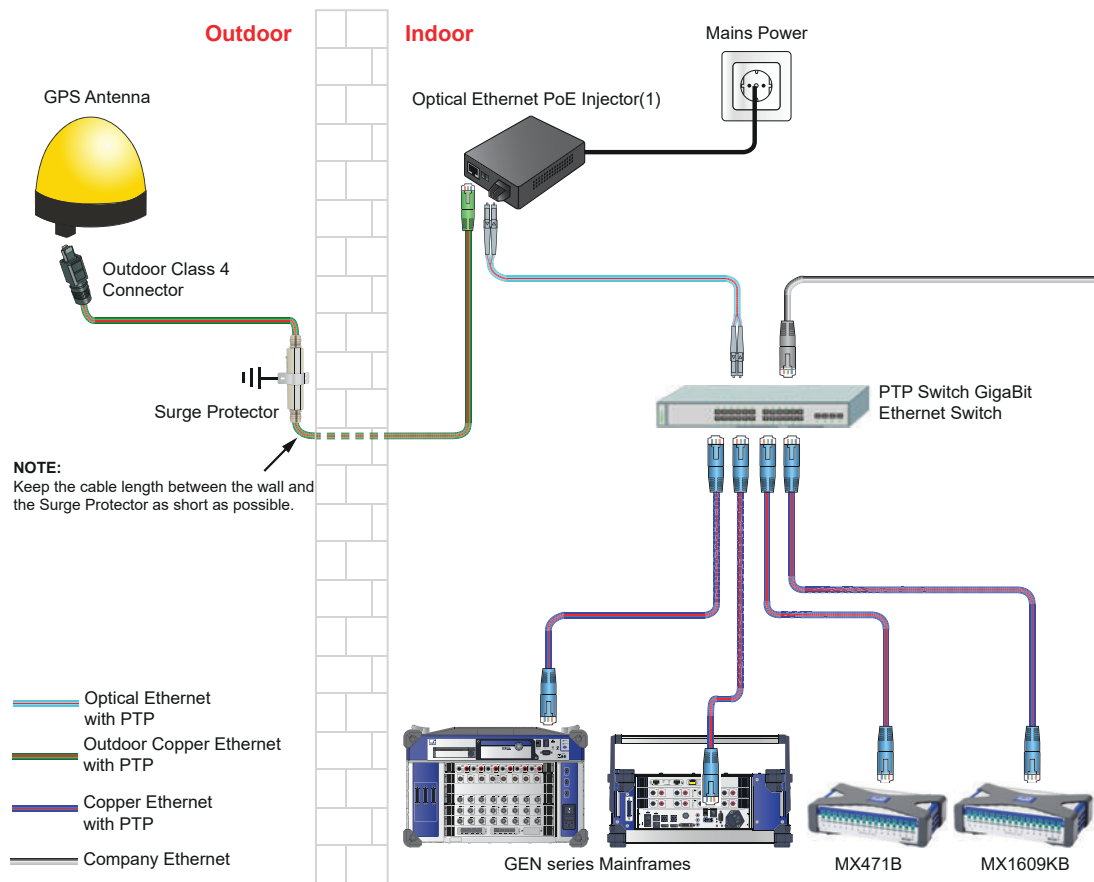 Outdoor
Indoor
Mains Power
GPS Antenna
Optical Ethernet PoE Injector(1)
Outdoor Class 4
Connector
Surge Protector
PTP Switch GigaBit
Ethernet Switch
NOTE:
Keep the cable length between the wall and
the Surge Protector as short as possible.
Optical Ethernet
with PTP
Outdoor Copper Ethernet
with PTP
Copper Ethernet
with PTP
Company Ethernet
GEN series Mainframes
MX471B
MX1609KB